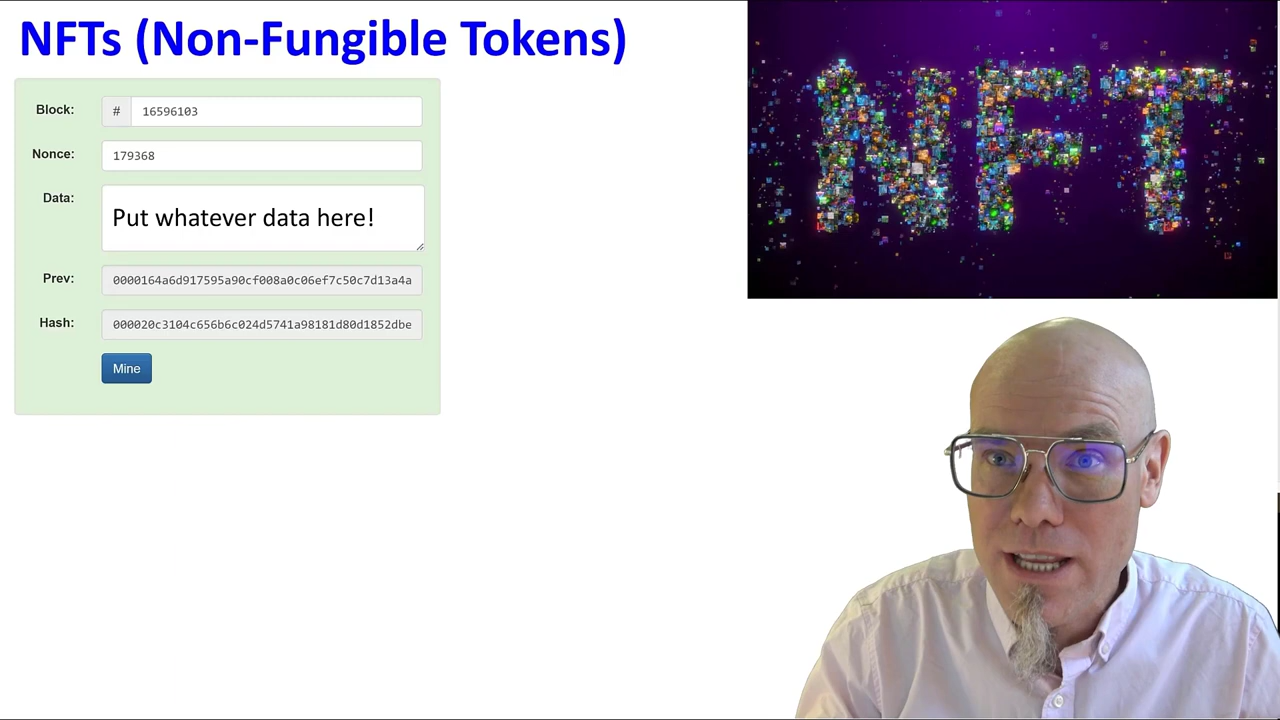 NFTs (Non-Fungible Tokens)
NFT
Block: # 16596103
Nonce: 179368
Data: Put whatever data here!
Prev: 0000164a6d917595a90cf008a0c06ef7c50c7d13a4a
Hash: 000020c3104c656b6c024d5741a98181d80d1852dbe
Mine